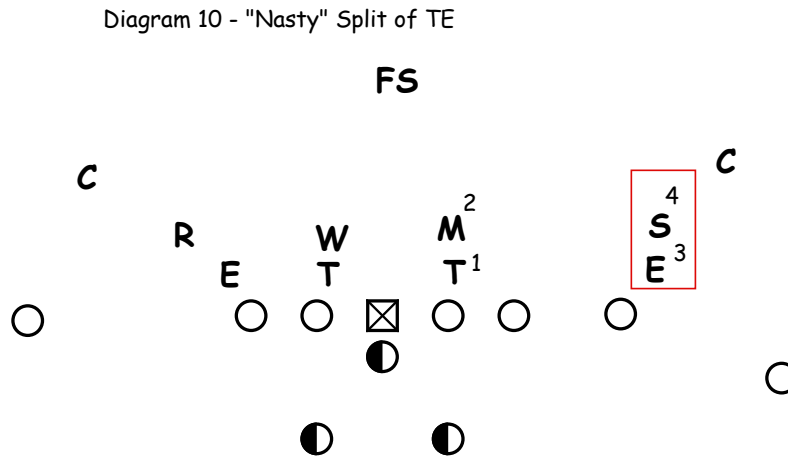 Diagram 10 - "Nasty" Split of TE
FS
C
C
R
W
M 2
S 4
E
T
T 1
E 3